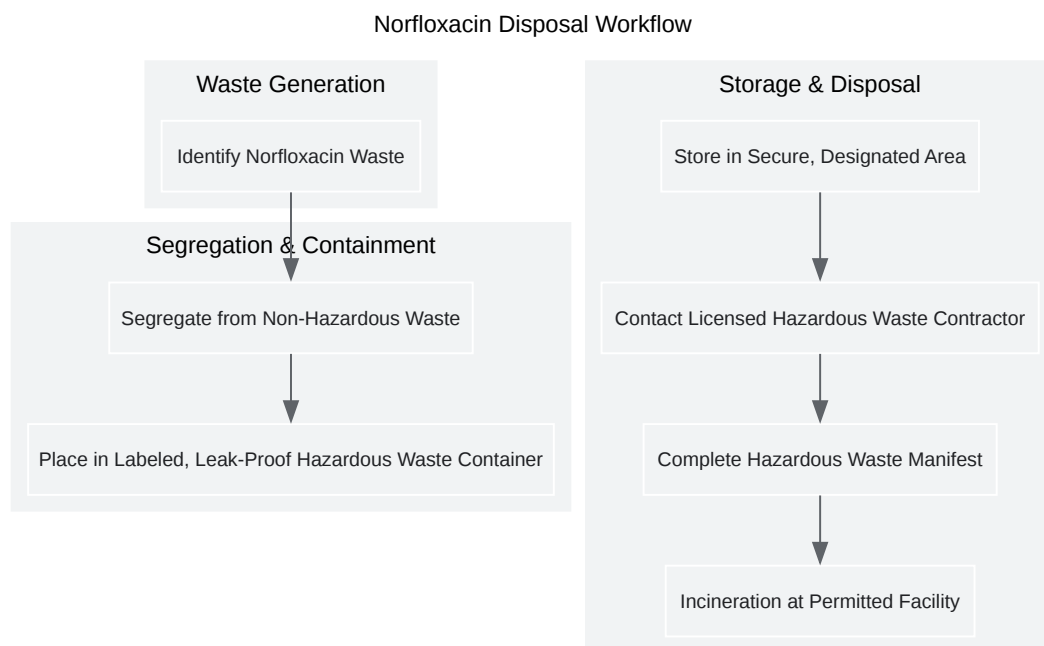 Norfloxacin Disposal Workflow
Waste Generation
Identify Norfloxacin Waste
Segregation & Containment
Segregate from Non-Hazardous Waste
Place in Labeled, Leak-Proof Hazardous Waste Container
Storage & Disposal
Store in Secure, Designated Area
Contact Licensed Hazardous Waste Contractor
Complete Hazardous Waste Manifest
Incineration at Permitted Facility